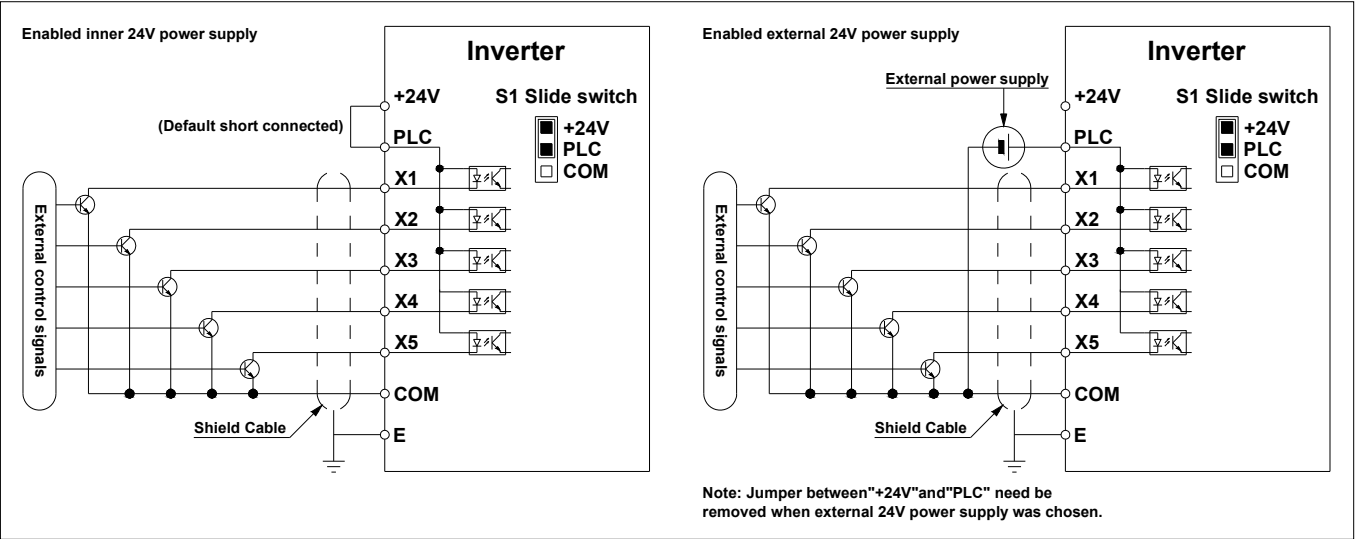 Enabled inner 24V power supply
Inverter
+24V
S1 Slide switch
(Default short connected)
+24V
PLC
PLC
COM
X1
X2
X3
X4
X5
External control signals
COM
Shield Cable
E
Enabled external 24V power supply
Inverter
External power supply
+24V
S1 Slide switch
+24V
PLC
PLC
COM
X1
X2
X3
X4
X5
External control signals
COM
Shield Cable
E
Note: Jumper between"+24V"and"PLC" need be
removed when external 24V power supply was chosen.